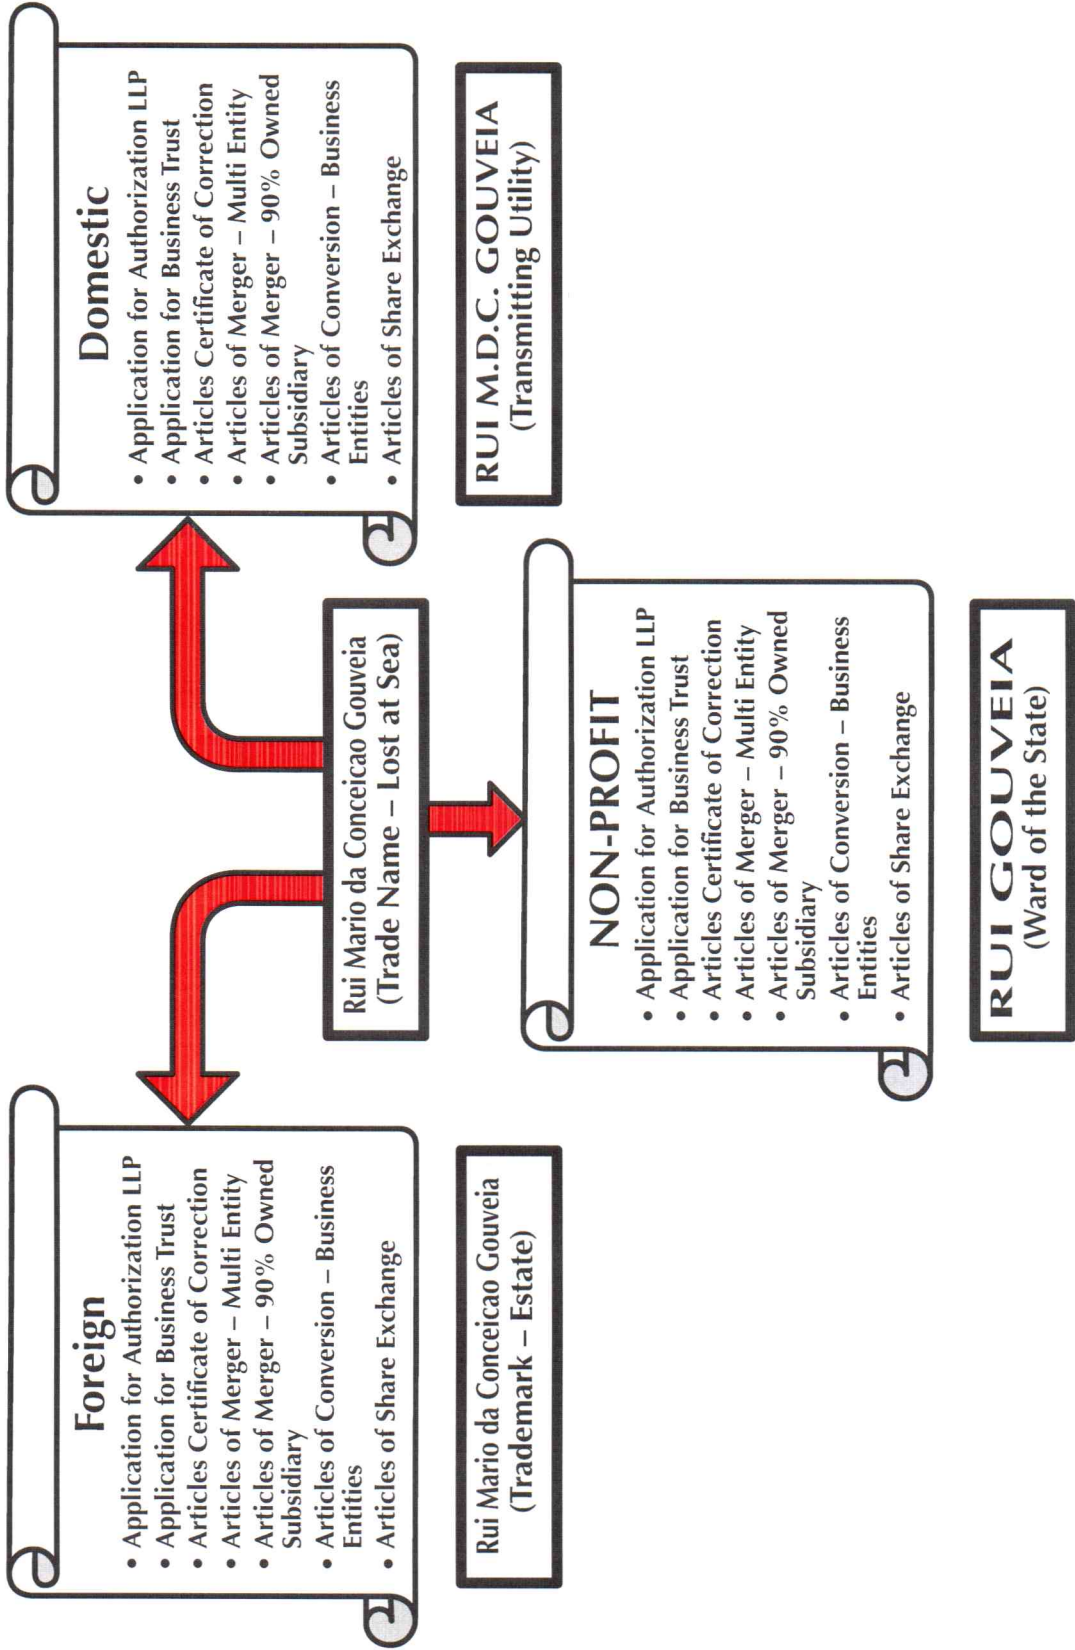 Foreign
• Application for Authorization LLP
• Application for Business Trust
• Articles Certificate of Correction
• Articles of Merger – Multi Entity
• Articles of Merger – 90% Owned
Subsidiary
• Articles of Conversion – Business
Entities
• Articles of Share Exchange
Rui Mario da Conceicao Gouveia
(Trademark – Estate)
Rui Mario da Conceicao Gouveia
(Trade Name – Lost at Sea)
Domestic
• Application for Authorization LLP
• Application for Business Trust
• Articles Certificate of Correction
• Articles of Merger – Multi Entity
• Articles of Merger – 90% Owned
Subsidiary
• Articles of Conversion – Business
Entities
• Articles of Share Exchange
RUI M.D.C. GOUVEIA
(Transmitting Utility)
NON-PROFIT
• Application for Authorization LLP
• Application for Business Trust
• Articles Certificate of Correction
• Articles of Merger – Multi Entity
• Articles of Merger – 90% Owned
Subsidiary
• Articles of Conversion – Business
Entities
• Articles of Share Exchange
RUI GOUVEIA
(Ward of the State)